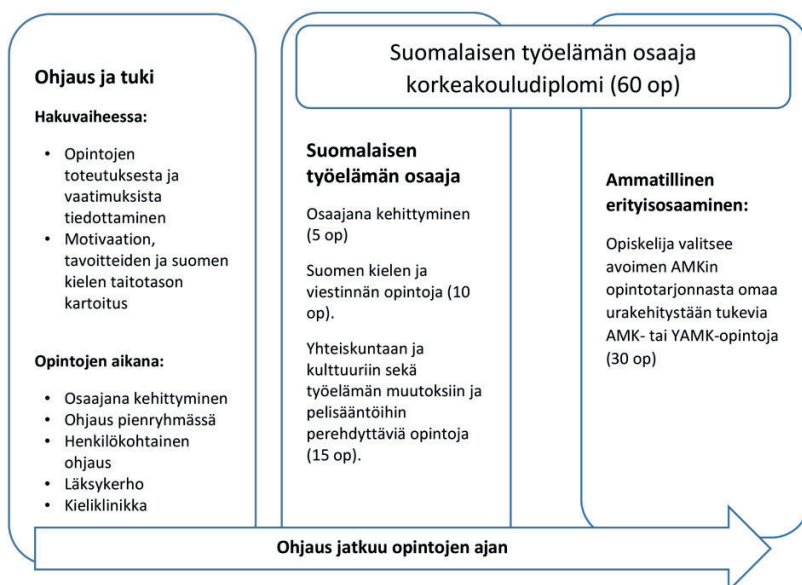 Suomalaisen työelämän osaaja
korkeakouludiplomi (60 op)
Ohjaus ja tuki
Hakuvaiheessa:
• Opintojen
toteutuksesta ja
vaatimuksista
tiedottaminen
• Motivaation,
tavoitteiden ja suomen
kielen taitotason
kartoitus
Opintojen aikana:
• Osaajana kehittyminen
• Ohjaus pienryhmässä
• Henkilökohtainen
ohjaus
• Läksykerho
• Kieliklinikka
Suomalaisen
työelämän osaaja
Osaajana kehittyminen
(5 op)
Suomen kielen ja
viestinnän opintoja (10
op).
Yhteiskuntaan ja
kulttuuriin sekä
työelämän muutoksiin ja
pelisääntöihin
perehdyttäviä opintoja
(15 op).
Ammatillinen
erityisosaaminen:
Opiskelija valitsee
avoimen AMKin
opintotarjonnasta omaa
urakehitystään tukevia
AMK- tai YAMK-opintoja
(30 op)
Ohjaus jatkuu opintojen ajan